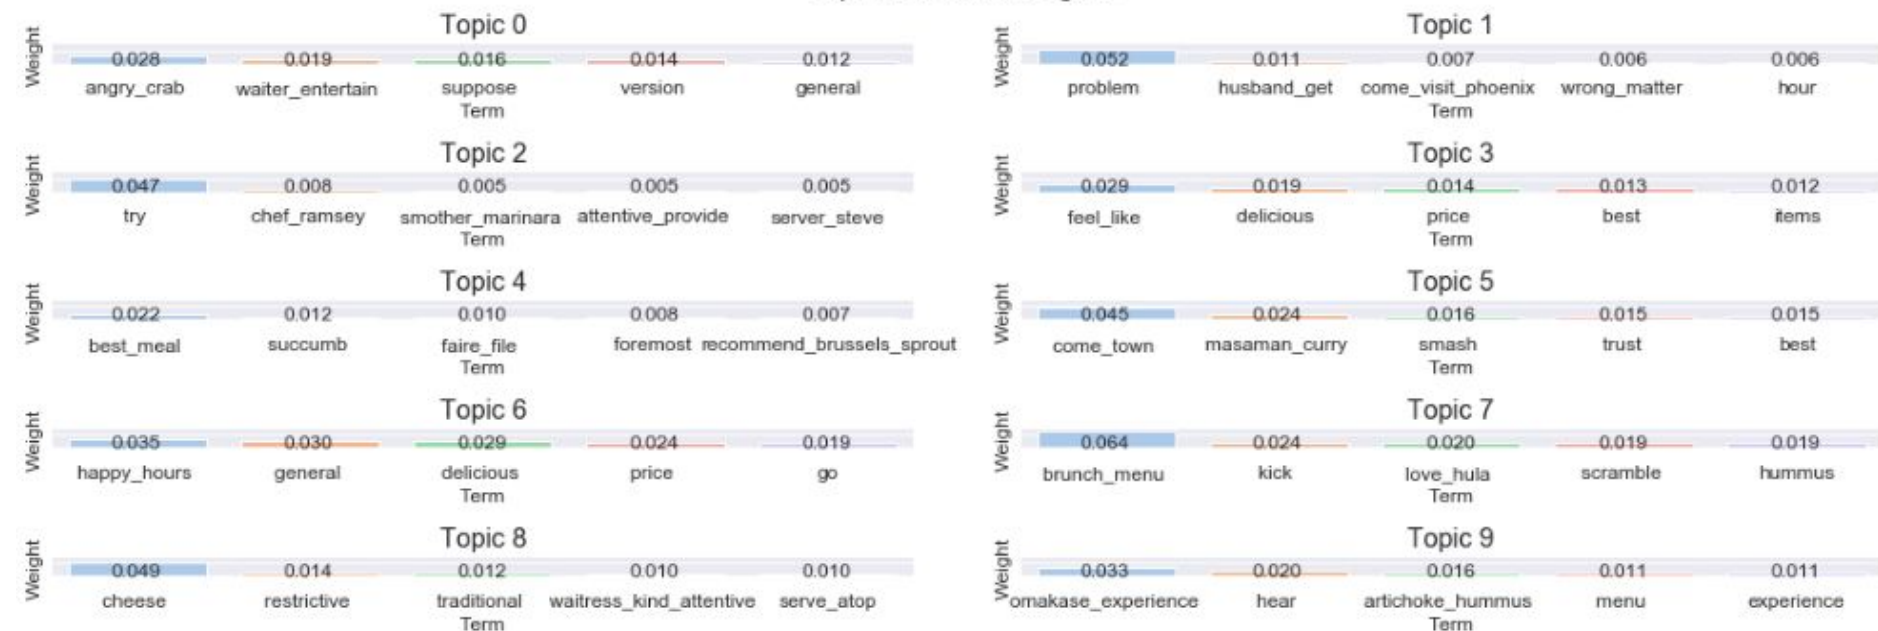 Topic 0
Weight
0.028 0.019 0.016 0.014 0.012
angry_crab waiter_entertain suppose version general
Term
Topic 1
Weight
0.052 0.011 0.007 0.006 0.006
problem husband_get come_visit_phoenix wrong_matter hour
Term
Topic 2
Weight
0.047 0.008 0.005 0.005 0.005
try chef_ramsey smother_marinara attentive_provide server_steve
Term
Topic 3
Weight
0.029 0.019 0.014 0.013 0.012
feel_like delicious price best items
Term
Topic 4
Weight
0.022 0.012 0.010 0.008 0.007
best_meal succumb faire_file foremost recommend_brussels_sprout
Term
Topic 5
Weight
0.045 0.024 0.016 0.015 0.015
come_town masaman_curry smash trust best
Term
Topic 6
Weight
0.035 0.030 0.029 0.024 0.019
happy_hours general delicious price go
Term
Topic 7
Weight
0.064 0.024 0.020 0.019 0.019
brunch_menu kick love_hula scramble hummus
Term
Topic 8
Weight
0.049 0.014 0.012 0.010 0.010
cheese restrictive traditional waitress_kind_attentive serve_atop
Term
Topic 9
Weight
0.033 0.020 0.016 0.011 0.011
omakase_experience hear artichoke_hummus menu experience
Term